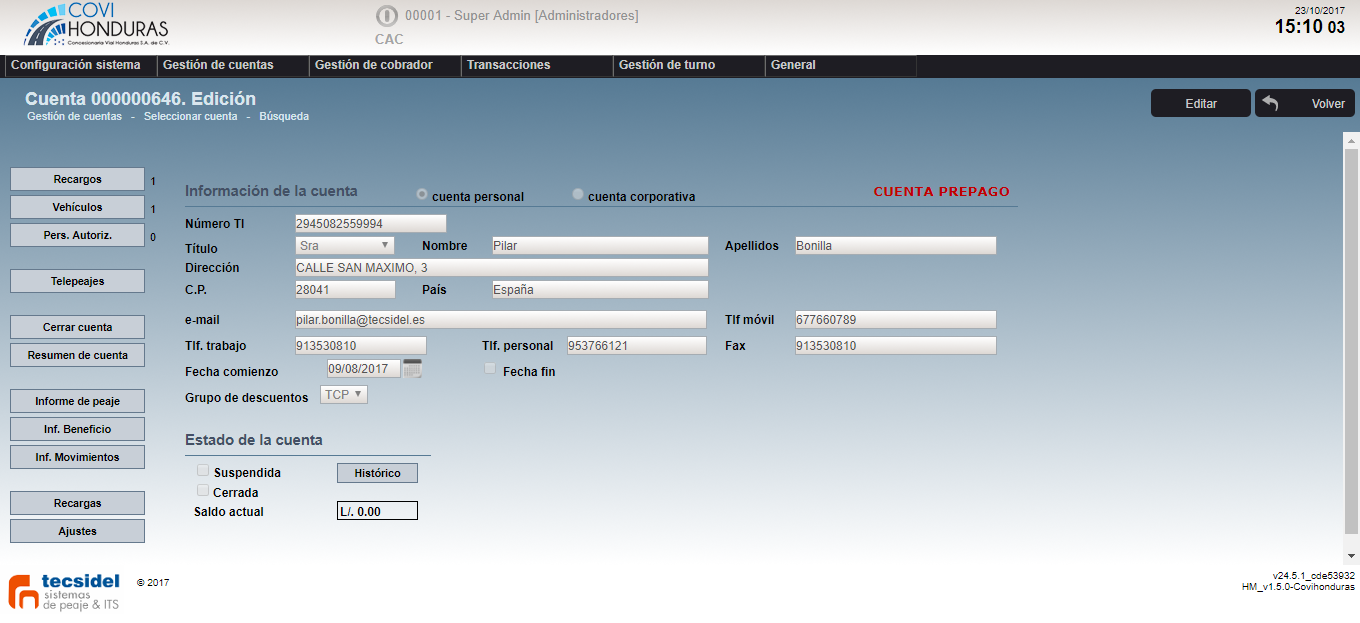 COVI
HONDURAS
Concesionaria Vial Honduras S.A. de C.V.
00001 - Super Admin [Administradores]
CAC
23/10/2017
15:10 03
Configuración sistema
Gestión de cuentas
Gestión de cobrador
Transacciones
Gestión de turno
General
Cuenta 000000646. Edición
Gestión de cuentas - Seleccionar cuenta - Búsqueda
Editar
Volver
Recargos 1
Vehículos 1
Pers. Autoriz. 0
Telepeajes
Cerrar cuenta
Resumen de cuenta
Informe de peaje
Inf. Beneficio
Inf. Movimientos
Recargas
Ajustes
Información de la cuenta
cuenta personal
cuenta corporativa
CUENTA PREPAGO
Número TI 2945082559994
Título Sra Nombre Pilar Apellidos Bonilla
Dirección CALLE SAN MAXIMO, 3
C.P. 28041 País España
e-mail pilar.bonilla@tecsidel.es Tlf móvil 677660789
Tlf. trabajo 913530810 Tlf. personal 953766121 Fax 913530810
Fecha comienzo 09/08/2017 Fecha fin
Grupo de descuentos TCP
Estado de la cuenta
Suspendida Histórico
Cerrada
Saldo actual L/. 0.00
tecsidel
sistemas
de peaje & ITS
© 2017
v24.5.1_cde53932
HM_v1.5.0-Covihonduras